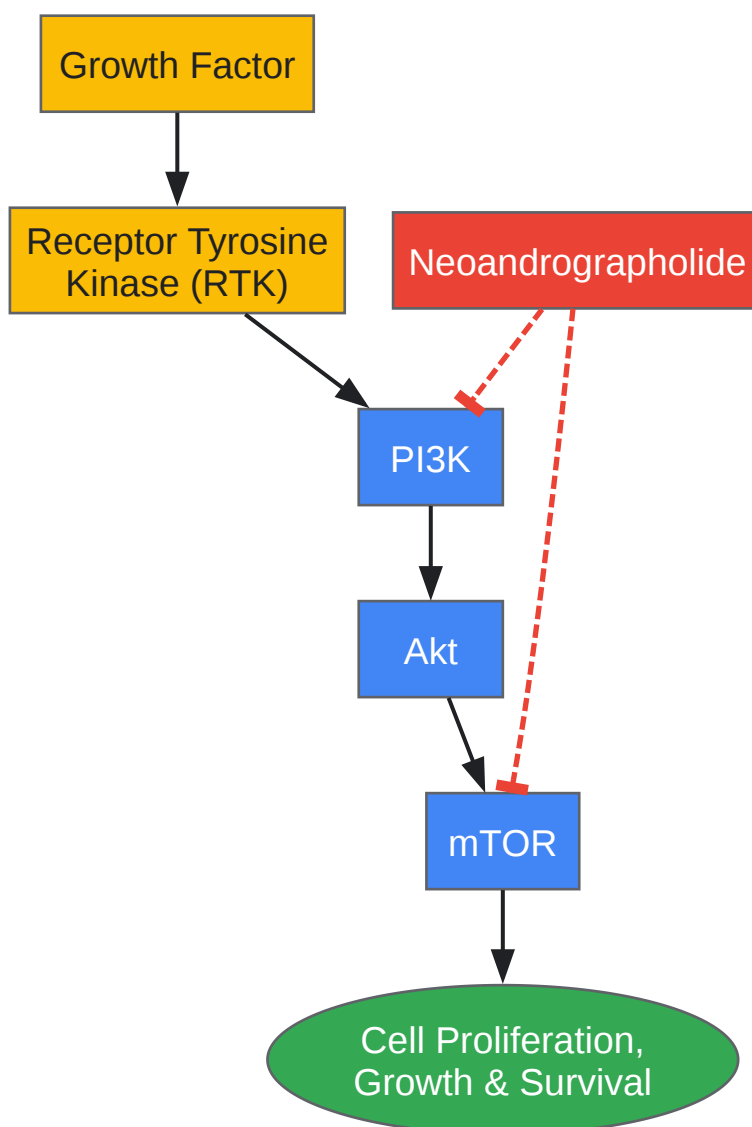 Growth Factor
Receptor Tyrosine
Kinase (RTK)
Neoandrographolide
PI3K
Akt
mTOR
Cell Proliferation,
Growth & Survival